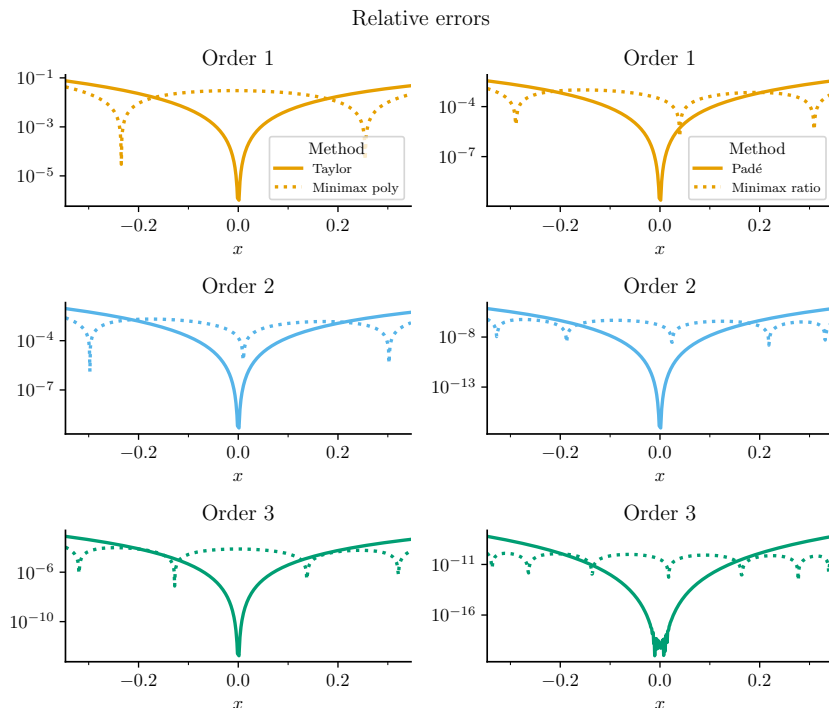 Relative errors
Order 1
10⁻¹
10⁻³
10⁻⁵
Method
Taylor
Minimax poly
−0.2 0.0 0.2
x
Order 1
10⁻⁴
10⁻⁷
Method
Padé
Minimax ratio
−0.2 0.0 0.2
x
Order 2
10⁻⁴
10⁻⁷
−0.2 0.0 0.2
x
Order 2
10⁻⁸
10⁻¹³
−0.2 0.0 0.2
x
Order 3
10⁻⁶
10⁻¹⁰
−0.2 0.0 0.2
x
Order 3
10⁻¹¹
10⁻¹⁶
−0.2 0.0 0.2
x